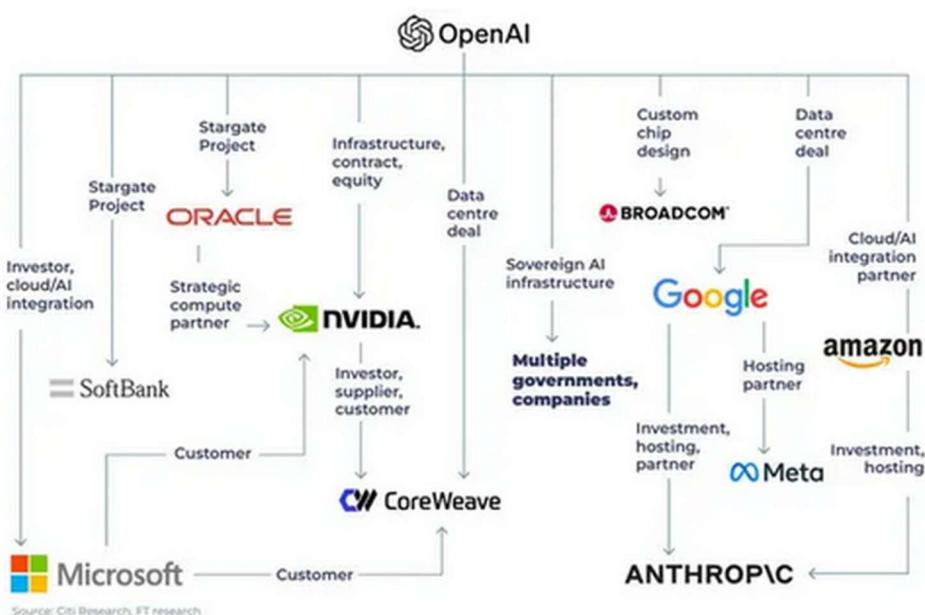 OpenAI
Stargate
Project
Custom
chip
design
Data
centre
deal
Infrastructure,
contract,
equity
Stargate
Project
Data
centre
deal
ORACLE
BROADCOM
Cloud/AI
integration
partner
Investor,
cloud/AI
integration
Sovereign AI
infrastructure
Strategic
compute
partner
Google
NVIDIA.
amazon
Multiple
governments,
companies
SoftBank
Hosting
partner
Investor,
supplier,
customer
Customer
Investment,
hosting,
partner
Investment,
hosting
Meta
CoreWeave
Microsoft
Customer
ANTHROP\C
Source: Citi Research, FT research